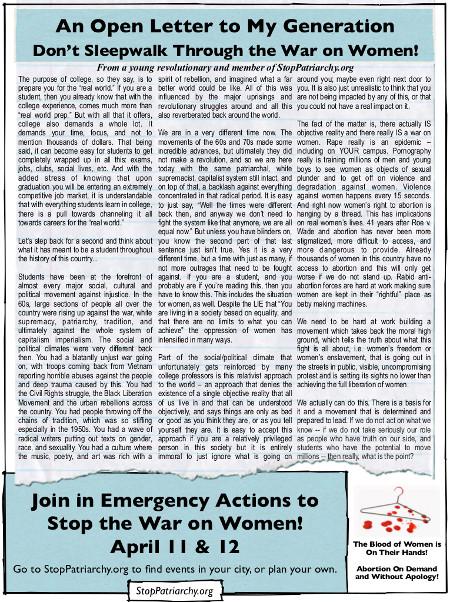 An Open Letter to My Generation
Don't Sleepwalk Through the War on Women!
From a young revolutionary and member of StopPatriarchy.org
The purpose of college, so they say, is to
prepare you for the "real world." If you are a
student, then you already know that with the
college experience, comes much more than
"real world prep." But with all that it offers,
college also demands a whole lot. It
demands your time, focus, and not to
mention thousands of dollars. That being
said, it can become easy for students to get
completely wrapped up in all this: exams,
jobs, clubs, social lives, etc. And with the
added stress of knowing that upon
graduation you will be entering an extremely
competitive job market, it is understandable
that with everything students learn in college,
there is a pull towards channeling it all
towards careers for the "real world."
Let's step back for a second and think about
what it has meant to be a student throughout
the history of this country...
Students have been at the forefront of
almost every major social, cultural and
political movement against injustice. In the
60s, large sections of people all over the
country were rising up against the war, white
supremacy, patriarchy, tradition, and
ultimately against the whole system of
capitalism imperialism. The social and
political climates were very different back
then. You had a blatantly unjust war going
on, with troops coming back from Vietnam
reporting horrible abuses against the people
and deep trauma caused by this. You had
the Civil Rights struggle, the Black Liberation
Movement and the urban rebellions across
the country. You had people throwing off the
chains of tradition, which was so stifling
especially in the 1950s. You had a wave of
radical writers putting out texts on gender,
race, and sexuality. You had a culture where
the music, poetry, and art was rich with a
spirit of rebellion, and imagined what a far
better world could be like. All of this was
influenced by the major uprisings and
revolutionary struggles around and all this
also reverberated back around the world.
We are in a very different time now. The
movements of the 60s and 70s made some
incredible advances, but ultimately they did
not make a revolution, and so we are here
today with the same patriarchal, white
supremacist, capitalist system still intact, and
on top of that, a backlash against everything
concentrated in that radical period. It is easy
to just say, "Well the times were different
back then, and anyway we don't need to
fight the system like that anymore, we are all
equal now." But unless you have blinders on,
you know the second part of that last
sentence just isn't true. Yes it is a very
different time, but a time with just as many, if
not more outrages that need to be fought
against. If you are a student, and you
probably are if you're reading this, then you
have to know this. This includes the situation
for women, as well. Despite the LIE that "You
are living in a society based on equality, and
that there are no limits to what you can
achieve" the oppression of women has
intensified in many ways.
Part of the social/political climate that
unfortunately gets reinforced by many
college professors is this relativist approach
to the world – an approach that denies the
existence of a single objective reality that all
of us live in and that can be understood
objectively, and says things are only as bad
or good as you think they are, or as you tell
yourself they are. It is easy to accept this
approach if you are a relatively privileged
person in this society but it is entirely
immoral to just ignore what is going on
around you; maybe even right next door to
you. It is also just unrealistic to think that you
are not being impacted by any of this, or that
you could not have a real impact on it.
The fact of the matter is, there actually IS
objective reality and there really IS a war on
women. Rape really is an epidemic –
including on YOUR campus. Pornography
really is training millions of men and young
boys to see women as objects of sexual
plunder and to get off on violence and
degradation against women. Violence
against women happens every 15 seconds.
And right now women's right to abortion is
hanging by a thread. This has implications
on real women's lives. 41 years after Roe v.
Wade and abortion has never been more
stigmatized, more difficult to access, and
more dangerous to provide. Already
thousands of women in this country have no
access to abortion and this will only get
worse if we do not stand up. Rabid anti-
abortion forces are hard at work making sure
women are kept in their "rightful" place as
baby making machines.
We need to be hard at work building a
movement which takes back the moral high
ground, which tells the truth about what this
fight is all about, i.e. women's freedom or
women's enslavement, that is going out in
the streets in public, visible, uncompromising
protest and is setting its sights no lower than
achieving the full liberation of women.
We actually can do this. There is a basis for
it and a movement that is determined and
prepared to lead. If we do not act on what we
know -- if we do not take seriously our role
as people who have truth on our side, and
students who have the potential to move
millions -- then really, what is the point?
Join in Emergency Actions to
Stop the War on Women!
April 11 & 12
Go to StopPatriarchy.org to find events in your city, or plan your own.
StopPatriarchy.org
The Blood of Women is
On Their Hands!
Abortion On Demand
and Without Apology!